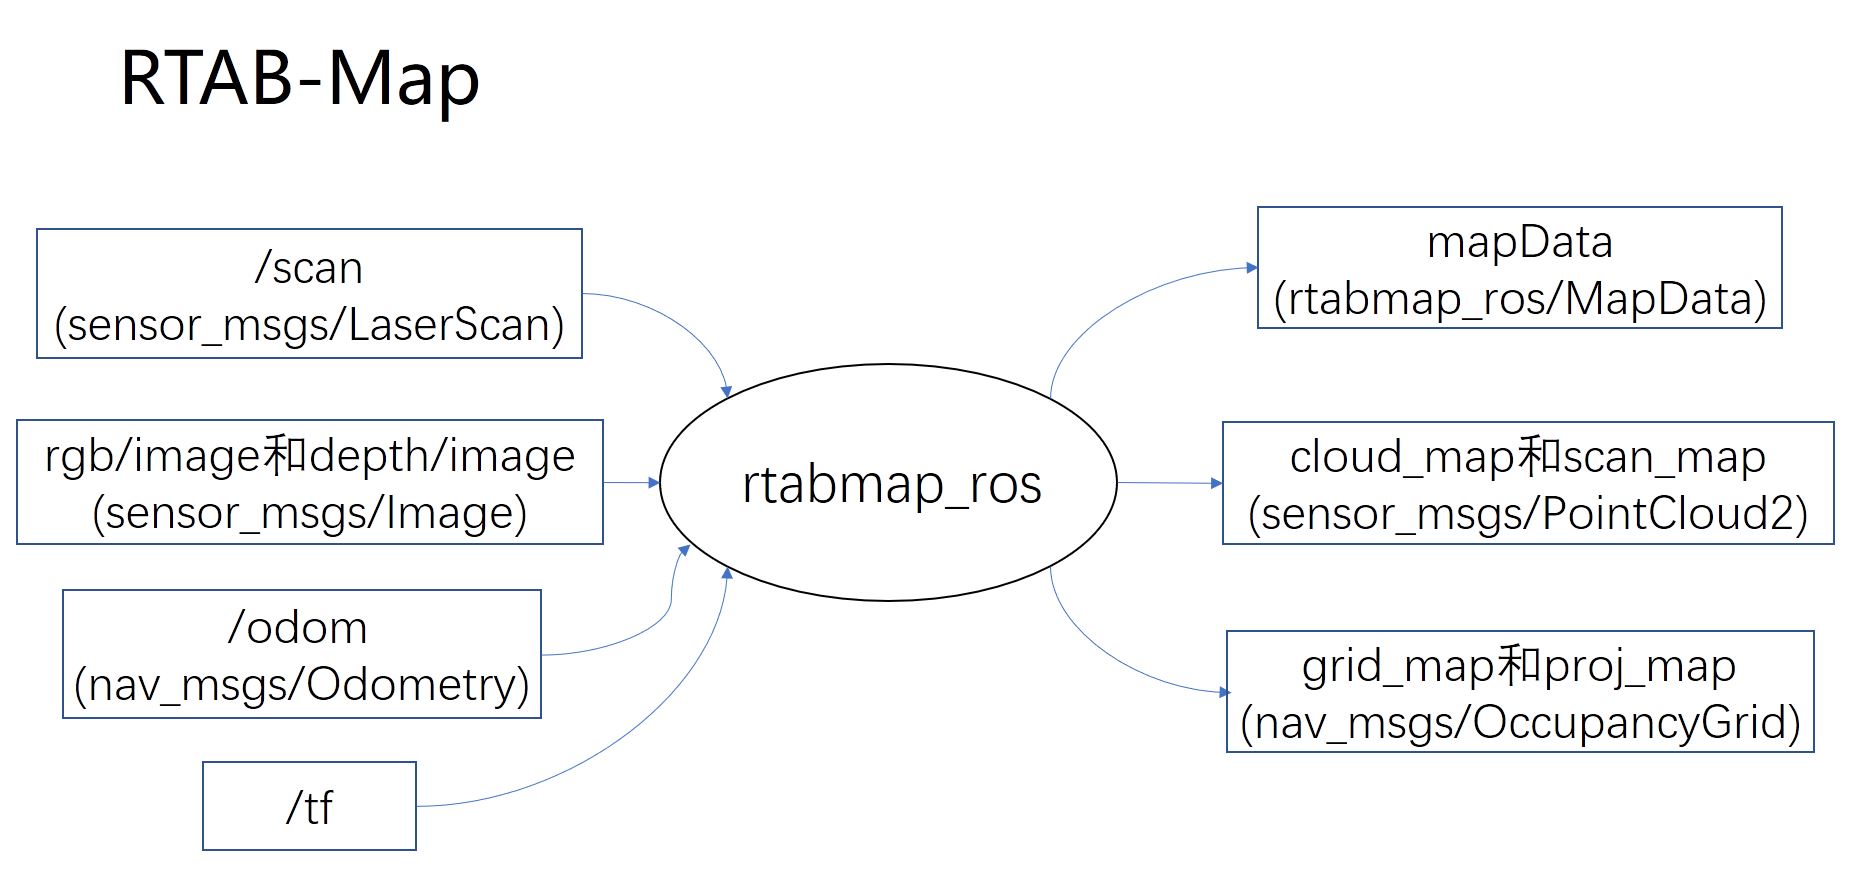 RTAB-Map
/scan
(sensor_msgs/LaserScan)
rgb/image和depth/image
(sensor_msgs/Image)
/odom
(nav_msgs/Odometry)
/tf
rtabmap_ros
mapData
(rtabmap_ros/MapData)
cloud_map和scan_map
(sensor_msgs/PointCloud2)
grid_map和proj_map
(nav_msgs/OccupancyGrid)